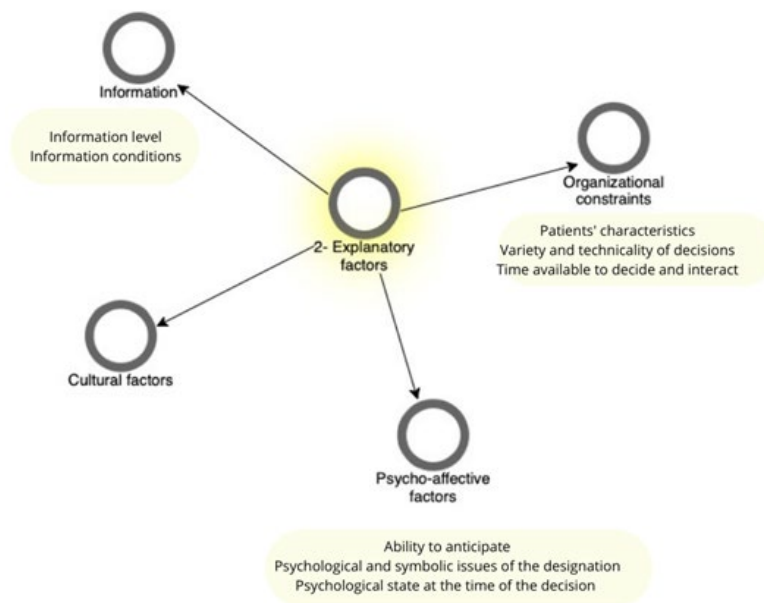 Information
Information level
Information conditions
Organizational
constraints
Patients' characteristics
Variety and technicality of decisions
Time available to decide and interact
2- Explanatory
factors
Cultural factors
Psycho-affective
factors
Ability to anticipate
Psychological and symbolic issues of the designation
Psychological state at the time of the decision